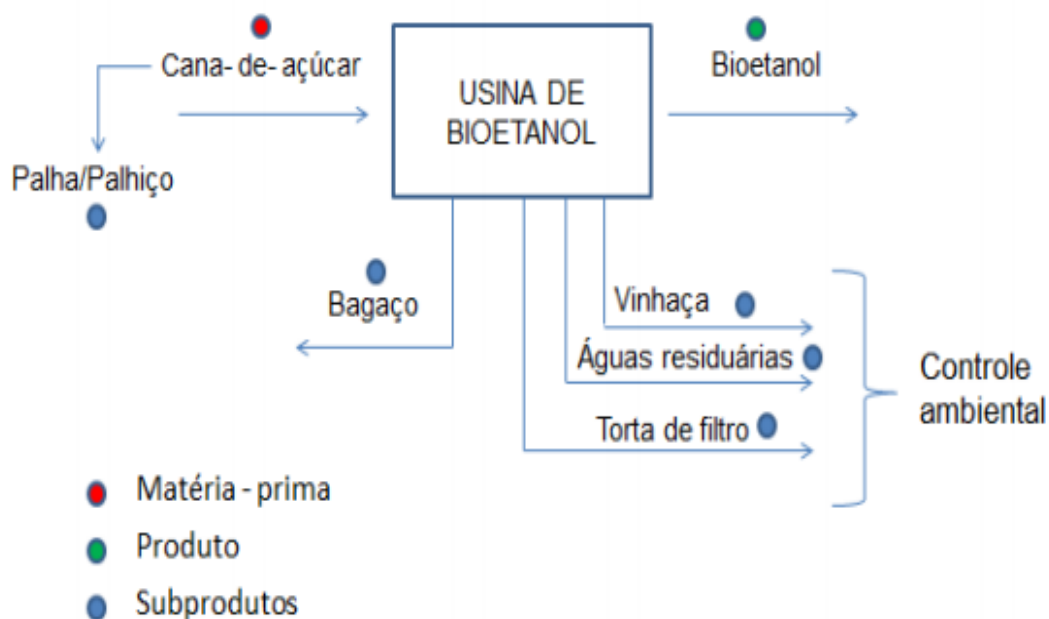 Cana- de- açúcar
Bioetanol
USINA DE
BIOETANOL
Palha/Palhiço
Bagaço
Vinhaça
Águas residuárias
Torta de filtro
Controle
ambiental
Matéria - prima
Produto
Subprodutos